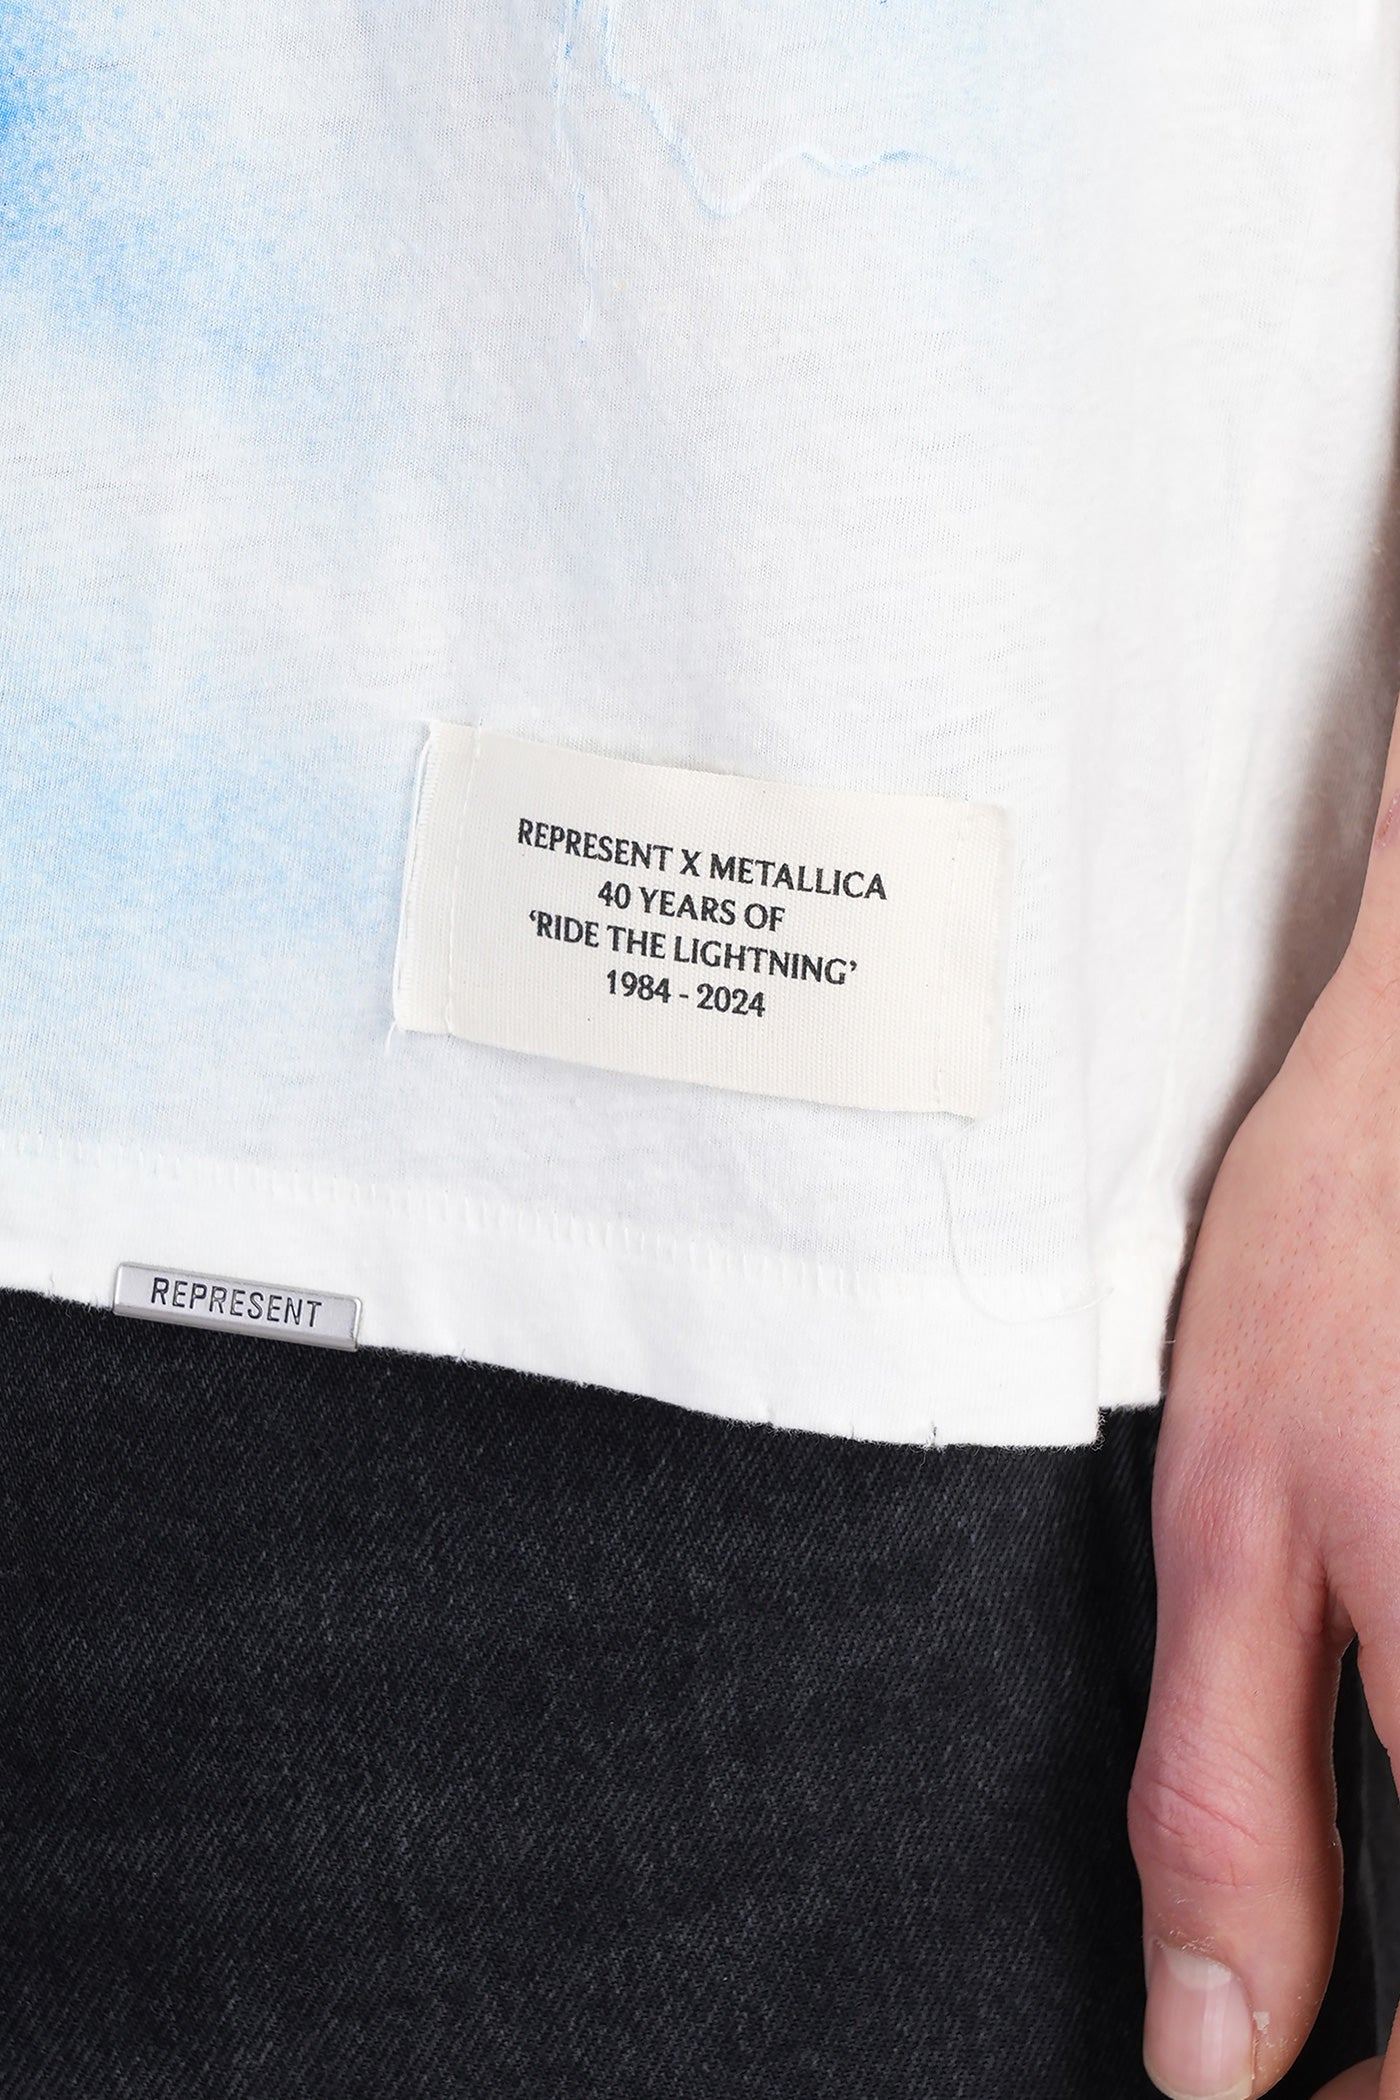 REPRESENT X METALLICA
40 YEARS OF
‘RIDE THE LIGHTNING’
1984 - 2024
REPRESENT